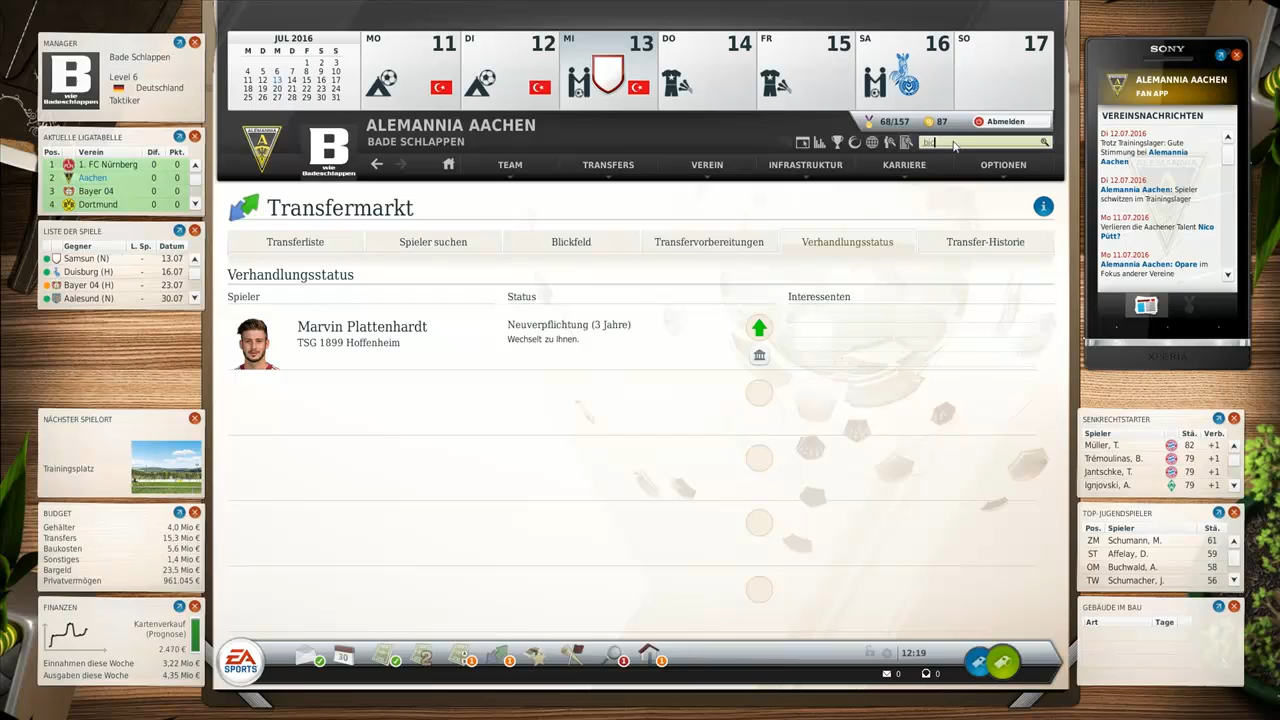 MANAGER
B
wie
Badeschlappen
Bade Schlappen
Level 6
Deutschland
Taktiker
AKTUELLE LIGATABELLE
Pos. Verein Dif. Pkt.
1 1. FC Nürnberg 0 0
2 Aachen 0 0
3 Bayer 04 0 0
4 Dortmund 0 0
LISTE DER SPIELE
Gegner L. Sp. Datum
Samsun (N) - 13.07
Duisburg (H) - 16.07
Bayer 04 (H) - 23.07
Aalesund (N) - 30.07
NÄCHSTER SPIELORT
Trainingsplatz
BUDGET
Gehälter 4,0 Mio €
Transfers 15,3 Mio €
Baukosten 5,6 Mio €
Sonstiges 1,4 Mio €
Bargeld 23,5 Mio €
Privatvermögen 961.045 €
FINANZEN
Kartenverkauf
(Prognose)
2.470 €
Einnahmen diese Woche 3,22 Mio €
Ausgaben diese Woche 4,35 Mio €
JUL 2016
M D M D F S S
1 2 3
4 5 6 7 8 9 10
11 12 13 14 15 16 17
18 19 20 21 22 23 24
25 26 27 28 29 30 31
MO 11
DI 12
MI 13
DO 14
FR 15
SA 16
SO 17
ALEMANNIA AACHEN
BADE SCHLAPPEN
B
wie
Badeschlappen
68/157 87 Abmelden
TEAM TRANSFERS VEREIN INFRASTRUKTUR KARRIERE OPTIONEN
Transfermarkt
Transferliste Spieler suchen Blickfeld Transfervorbereitungen Verhandlungsstatus Transfer-Historie
Verhandlungsstatus
Spieler Status Interessenten
Marvin Plattenhardt
TSG 1899 Hoffenheim
Neuverpflichtung (3 Jahre)
Wechselt zu Ihnen.
EA
SPORTS
30
2
1
1
1
1
12:19
0 0
SONY
ALEMANNIA AACHEN
FAN APP
VEREINSNACHRICHTEN
Di 12.07.2016
Trotz Trainingslager: Gute
Stimmung bei Alemannia
Aachen
Di 12.07.2016
Alemannia Aachen: Spieler
schwitzen im Trainingslager
Mo 11.07.2016
Verlieren die Aachener Talent Nico
Pütt?
Mo 11.07.2016
Alemannia Aachen: Opare im
Fokus anderer Vereine
XPERIA
SENKRECHTSTARTER
Spieler Stä. Verb.
Müller, T. 82 +1
Trémoulinas, B. 79 +1
Jantschke, T. 79 +1
Ignjovski, A. 79 +1
TOP-JUGENDSPIELER
Pos. Spieler Stä.
ZM Schumann, M. 61
ST Affelay, D. 59
OM Buchwald, A. 58
TW Schumacher, J. 56
GEBÄUDE IM BAU
Art Tage